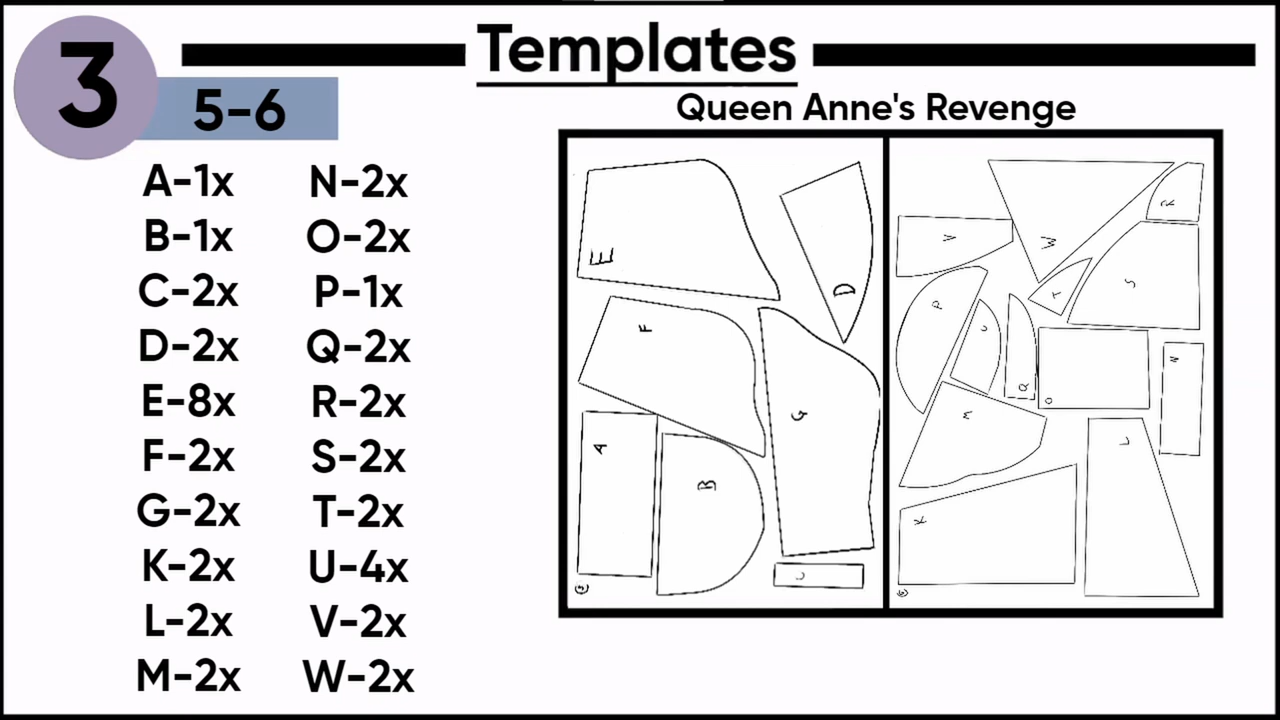 3
Templates
5-6
Queen Anne's Revenge
A-1x
B-1x
C-2x
D-2x
E-8x
F-2x
G-2x
K-2x
L-2x
M-2x
N-2x
O-2x
P-1x
Q-2x
R-2x
S-2x
T-2x
U-4x
V-2x
W-2x
E
D
F
G
A
B
C
V
W
R
S
T
P
U
Q
O
N
M
L
K